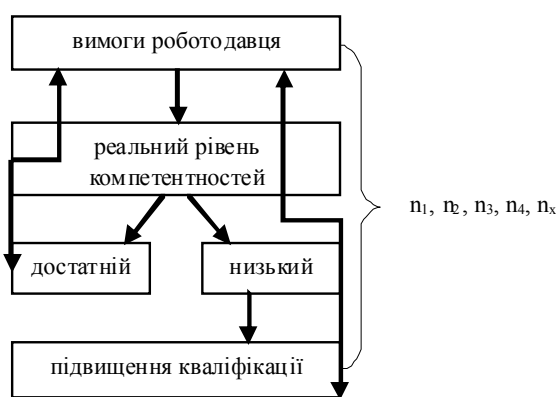 вимоги роботодавця
реальний рівень
компетентностей
n₁, n₂, n₃, n₄, nₓ
достатній
низький
підвищення кваліфікації